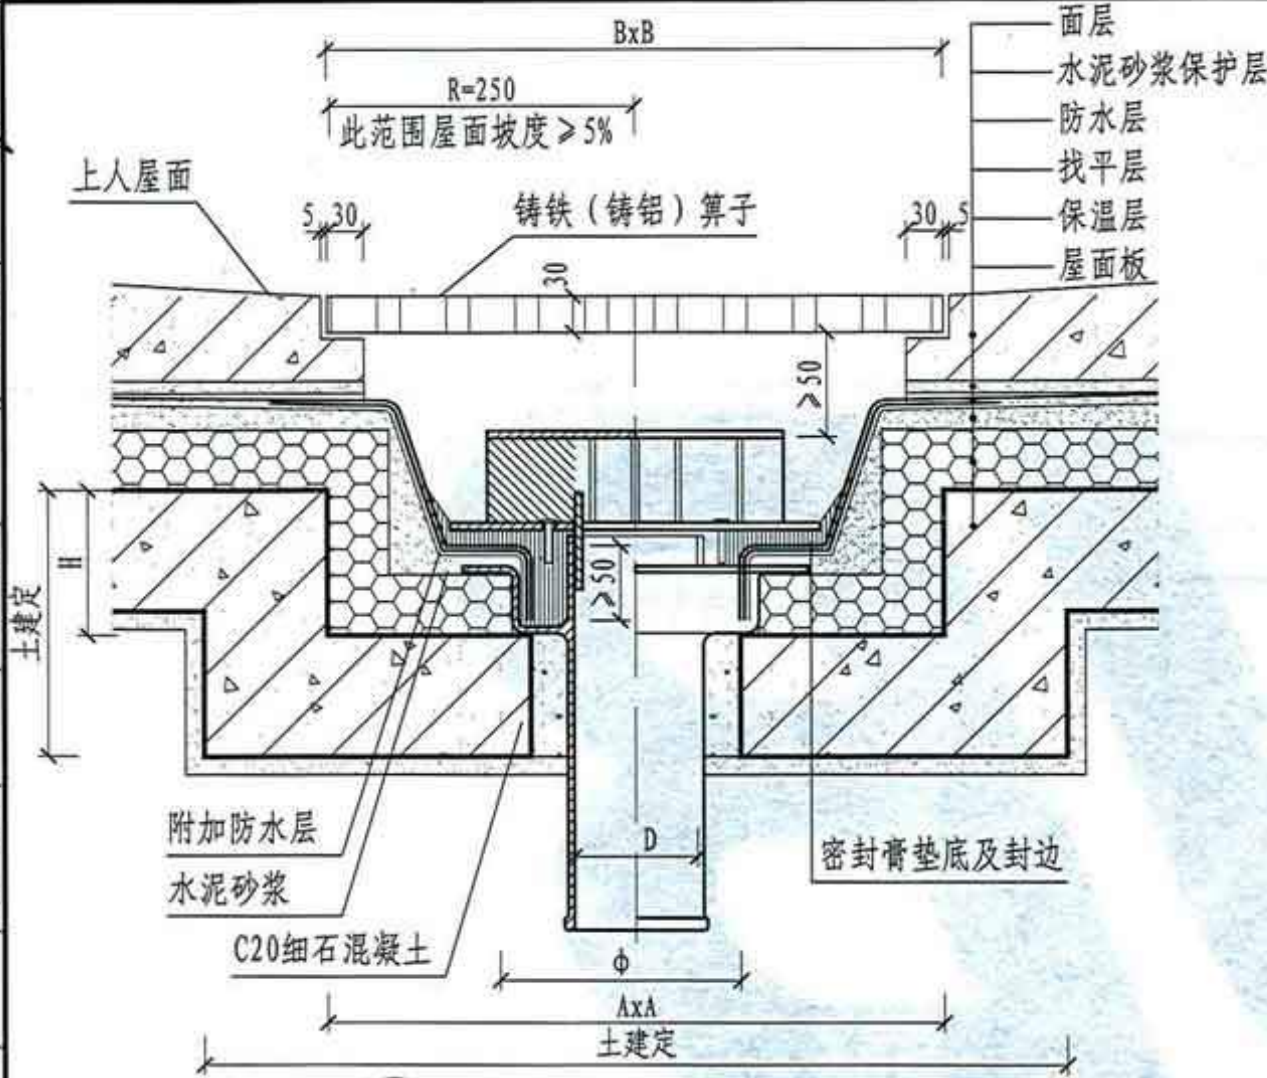 BxB
面层
水泥砂浆保护层
R=250
此范围屋面坡度≥5%
防水层
找平层
上人屋面
5 30
铸铁（铸铝）箅子
30 5
保温层
屋面板
30
≥50
H
≥50
土建定
附加防水层
D
密封膏垫底及封边
水泥砂浆
C20细石混凝土
ф
AxA
土建定